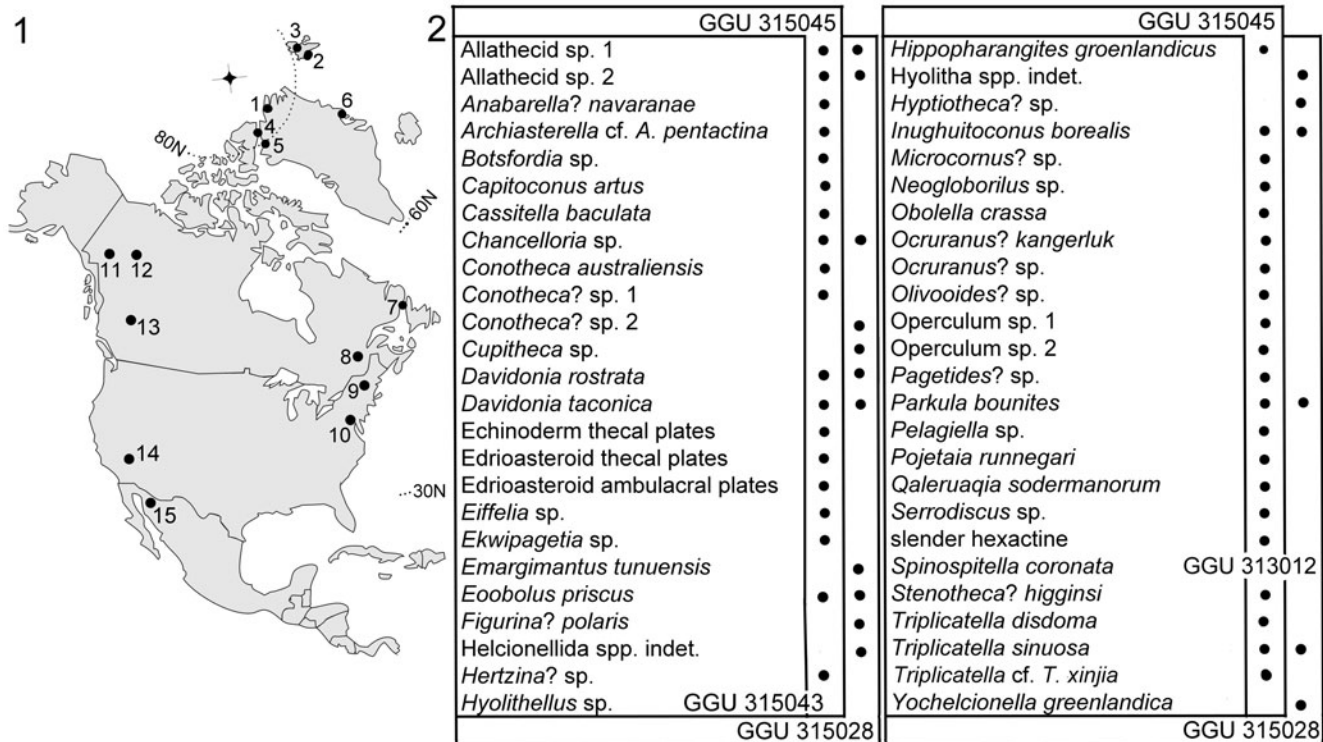 1
3
2
1
6
4
5
80N
60N
11
12
7
13
8
9
10
14
30N
15
2
GGU 315045
Allathecid sp. 1
Allathecid sp. 2
Anabarella? navaranae
Archiasterella cf. A. pentactina
Botsfordia sp.
Capitoconus artus
Cassitella baculata
Chancelloria sp.
Conotheca australiensis
Conotheca? sp. 1
Conotheca? sp. 2
Cupitheca sp.
Davidonia rostrata
Davidonia taconica
Echinoderm thecal plates
Edrioasteroid thecal plates
Edrioasteroid ambulacral plates
Eiffelia sp.
Ekwipagetia sp.
Emargimantus tunuensis
Eoobolus priscus
Figurina? polaris
Helcionellida spp. indet.
Hertzina? sp.
Hyolithellus sp. GGU 315043
GGU 315028
GGU 315045
Hippopharangites groenlandicus
Hyolitha spp. indet.
Hyptiotheca? sp.
Inughuitoconus borealis
Microcornus? sp.
Neogloborilus sp.
Obolella crassa
Ocruranus? kangerluk
Ocruranus? sp.
Olivooides? sp.
Operculum sp. 1
Operculum sp. 2
Pagetides? sp.
Parkula bounites
Pelagiella sp.
Pojetaia runnegari
Qaleruaqia sodermanorum
Serrodiscus sp.
slender hexactine
Spinospitella coronata GGU 313012
Stenotheca? higginsi
Triplicatella disdoma
Triplicatella sinuosa
Triplicatella cf. T. xinjia
Yochelcionella greenlandica
GGU 315028